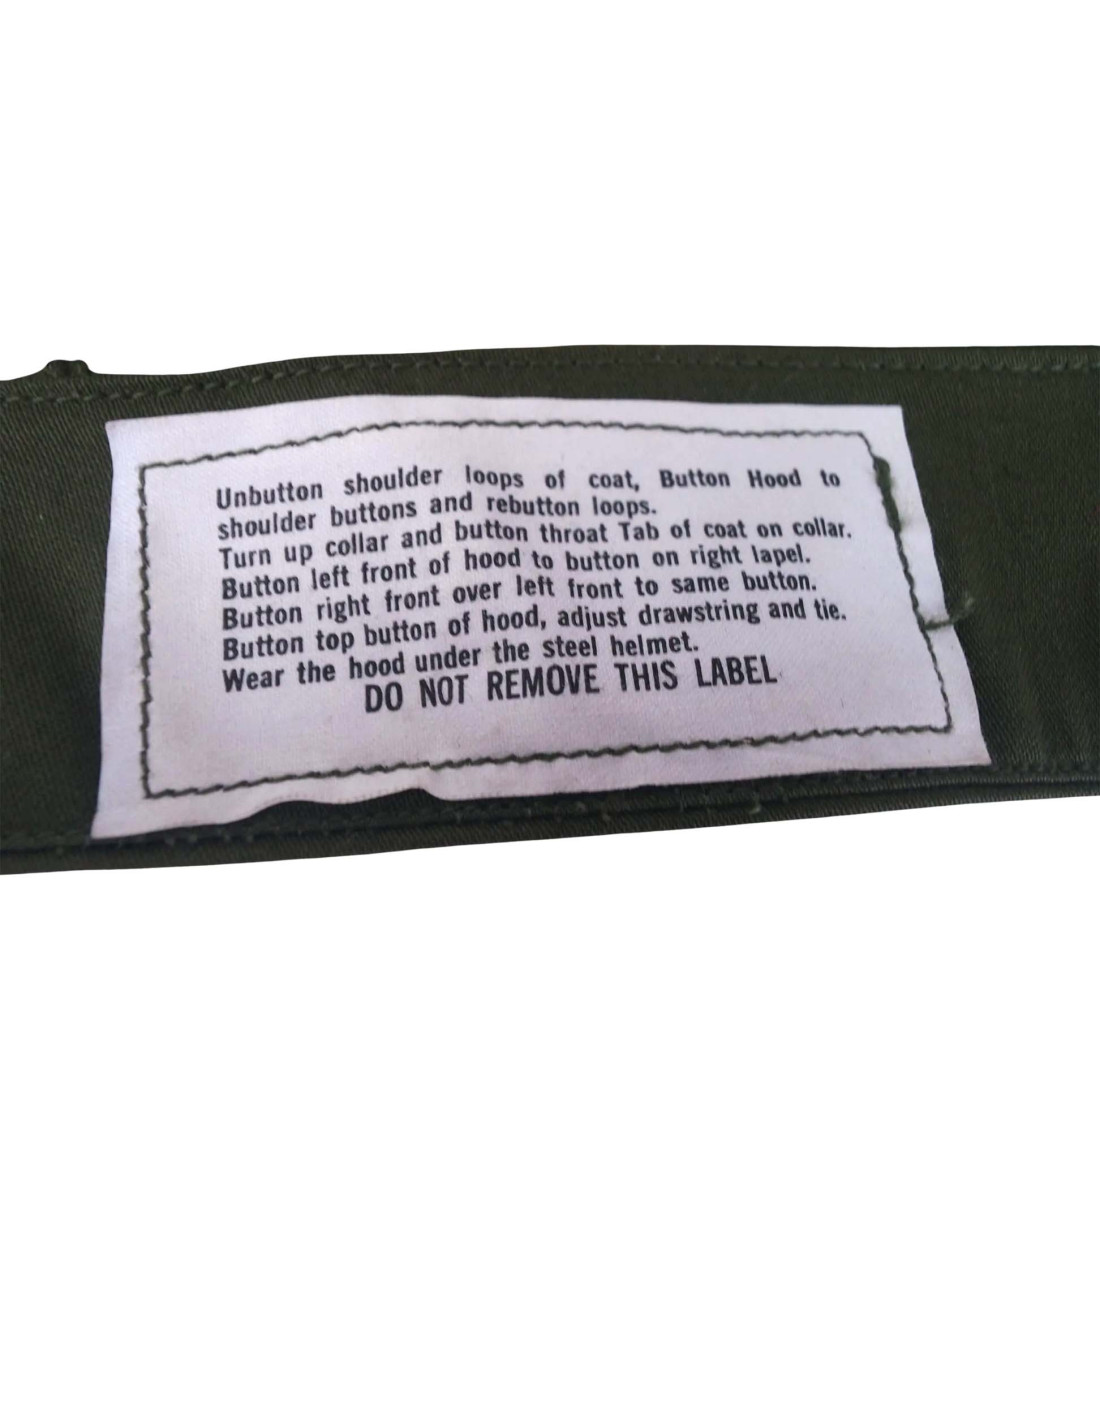 Unbutton shoulder loops of coat, Button Hood to
shoulder buttons and rebutton loops.
Turn up collar and button throat Tab of coat on collar.
Button left front of hood to button on right lapel.
Button right front over left front to same button.
Button top button of hood, adjust drawstring and tie.
Wear the hood under the steel helmet.
DO NOT REMOVE THIS LABEL